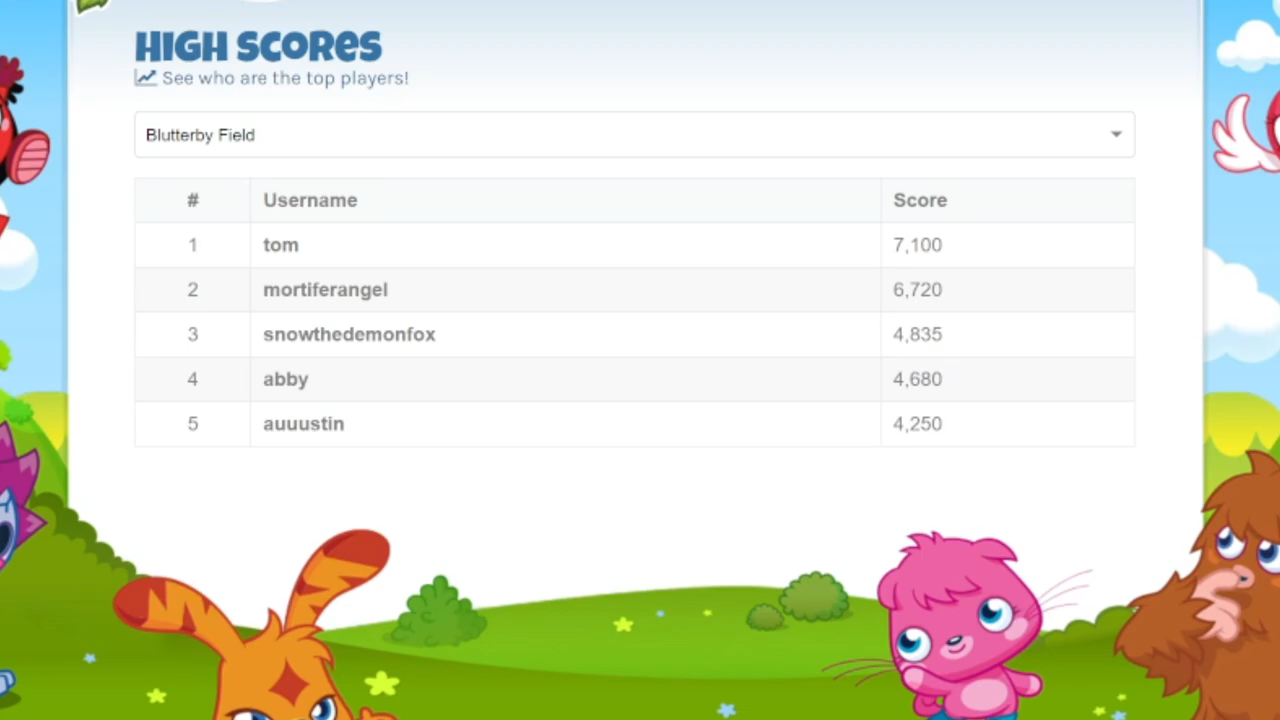 HIGH SCORES
See who are the top players!
Blutterby Field
# Username Score
1 tom 7,100
2 mortiferangel 6,720
3 snowthedemonfox 4,835
4 abby 4,680
5 auuustin 4,250